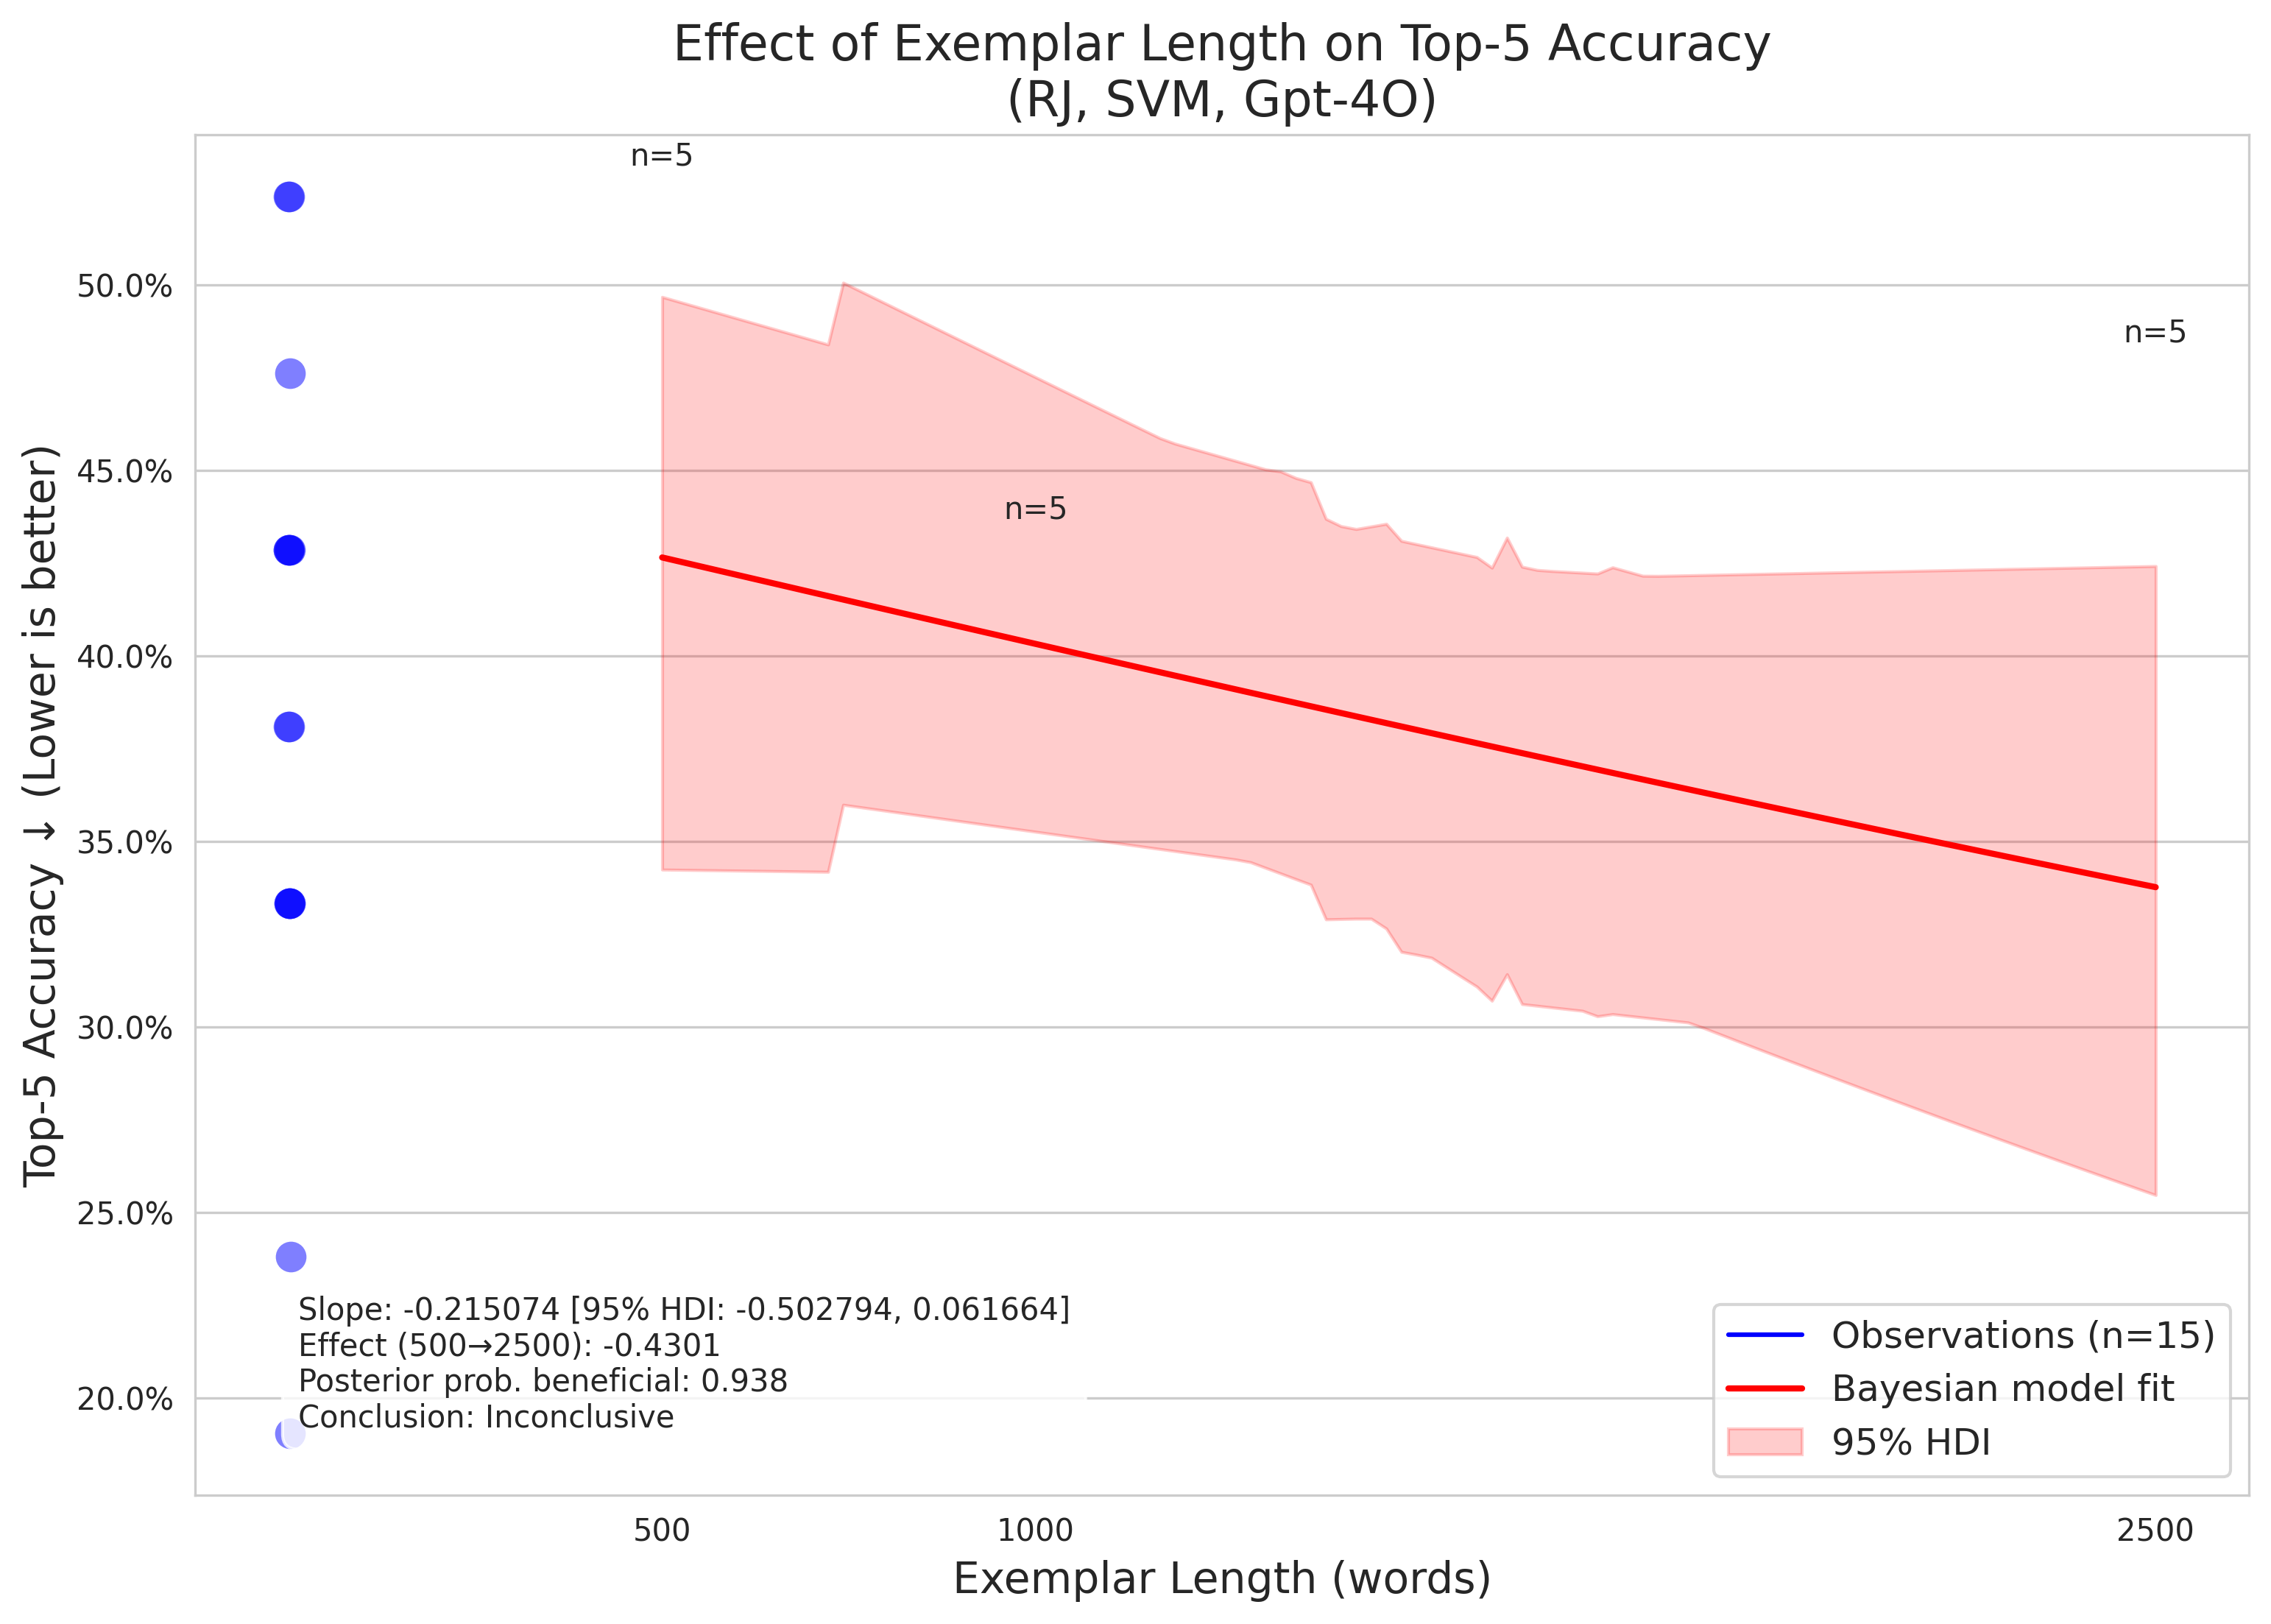 Effect of Exemplar Length on Top-5 Accuracy
(RJ, SVM, Gpt-4O)
Top-5 Accuracy ↓ (Lower is better)
50.0%
45.0%
40.0%
35.0%
30.0%
25.0%
20.0%
n=5
n=5
n=5
Slope: -0.215074 [95% HDI: -0.502794, 0.061664]
Effect (500→2500): -0.4301
Posterior prob. beneficial: 0.938
Conclusion: Inconclusive
Observations (n=15)
Bayesian model fit
95% HDI
500
1000
2500
Exemplar Length (words)